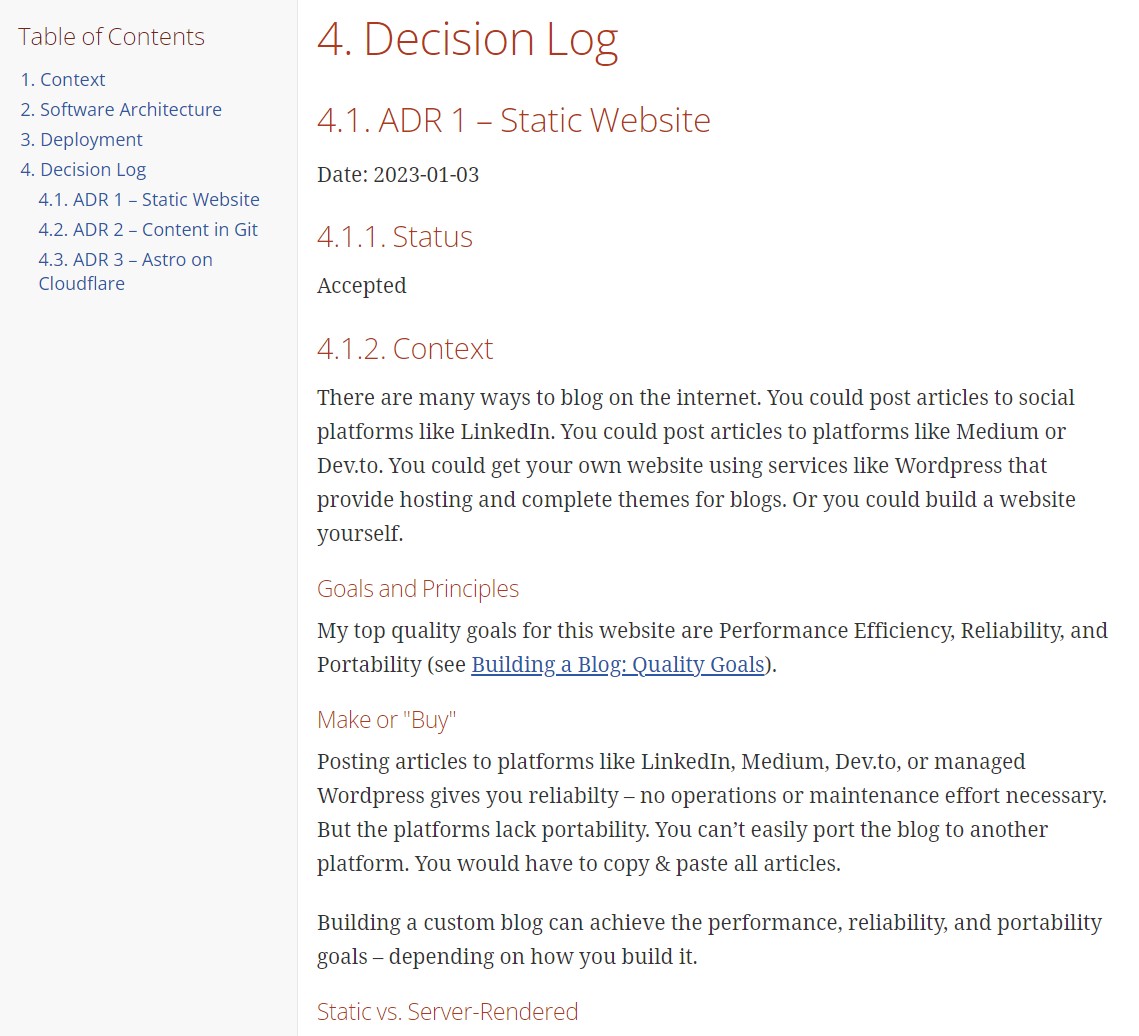 Table of Contents
1. Context
2. Software Architecture
3. Deployment
4. Decision Log
4.1. ADR 1 – Static Website
4.2. ADR 2 – Content in Git
4.3. ADR 3 – Astro on
Cloudflare
4. Decision Log
4.1. ADR 1 – Static Website
Date: 2023-01-03
4.1.1. Status
Accepted
4.1.2. Context
There are many ways to blog on the internet. You could post articles to social
platforms like LinkedIn. You could post articles to platforms like Medium or
Dev.to. You could get your own website using services like Wordpress that
provide hosting and complete themes for blogs. Or you could build a website
yourself.
Goals and Principles
My top quality goals for this website are Performance Efficiency, Reliability, and
Portability (see Building a Blog: Quality Goals).
Make or "Buy"
Posting articles to platforms like LinkedIn, Medium, Dev.to, or managed
Wordpress gives you reliabilty – no operations or maintenance effort necessary.
But the platforms lack portability. You can’t easily port the blog to another
platform. You would have to copy & paste all articles.
Building a custom blog can achieve the performance, reliability, and portability
goals – depending on how you build it.
Static vs. Server-Rendered